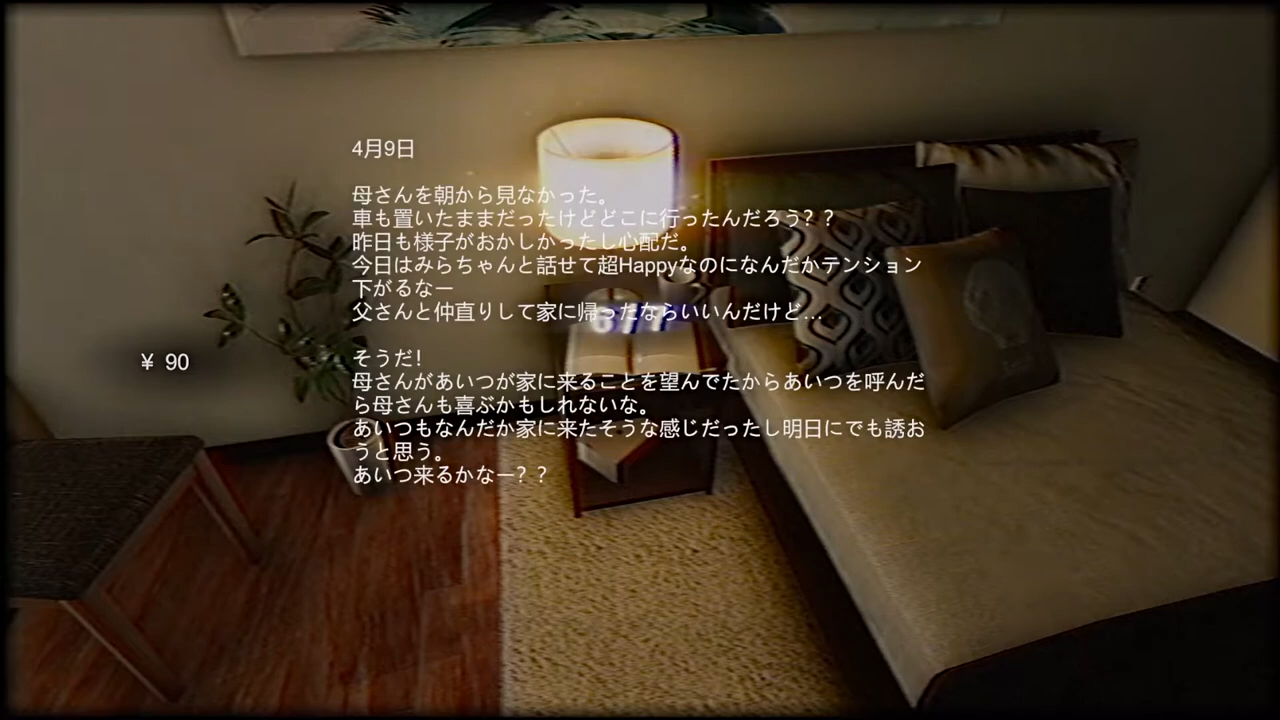 4月9日
母さんを朝から見なかった。
車も置いたままだったけどどこに行ったんだろう？？
昨日も様子がおかしかったし心配だ。
今日はみらちゃんと話せて超Happyなのになんだかテンション
下がるなー
父さんと仲直りして家に帰ったならいいんだけど…
6/7
¥ 90
そうだ！
母さんがあいつが家に来ることを望んでたからあいつを呼んだ
ら母さんも喜ぶかもしれないな。
あいつもなんだか家に来たそうな感じだったし明日にでも誘お
うと思う。
あいつ来るかなー？？